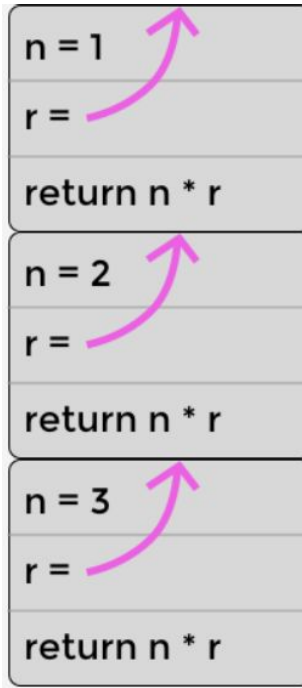 n = 1
r =
return n * r
n = 2
r =
return n * r
n = 3
r =
return n * r